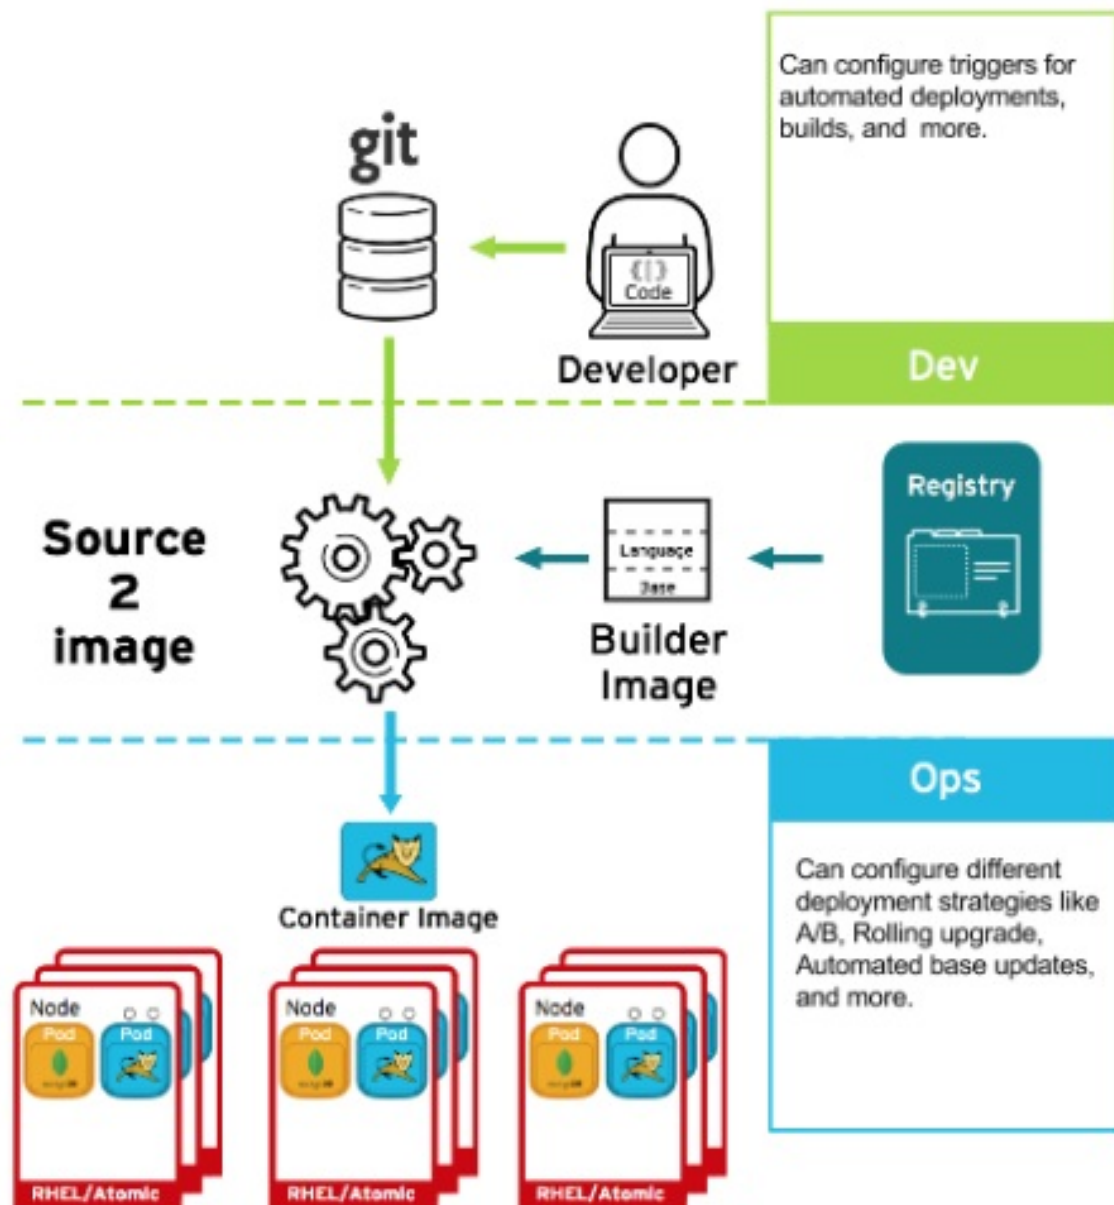 Can configure triggers for
automated deployments,
builds, and more.
git
{[}
Code
Developer
Dev
Registry
Source
2
image
Language
Base
Builder
Image
Ops
Container Image
Can configure different
deployment strategies like
A/B, Rolling upgrade,
Automated base updates,
and more.
Node
Pod
Pod
RHEL/Atomic
Node
Pod
Pod
RHEL/Atomic
Node
Pod
Pod
RHEL/Atomic